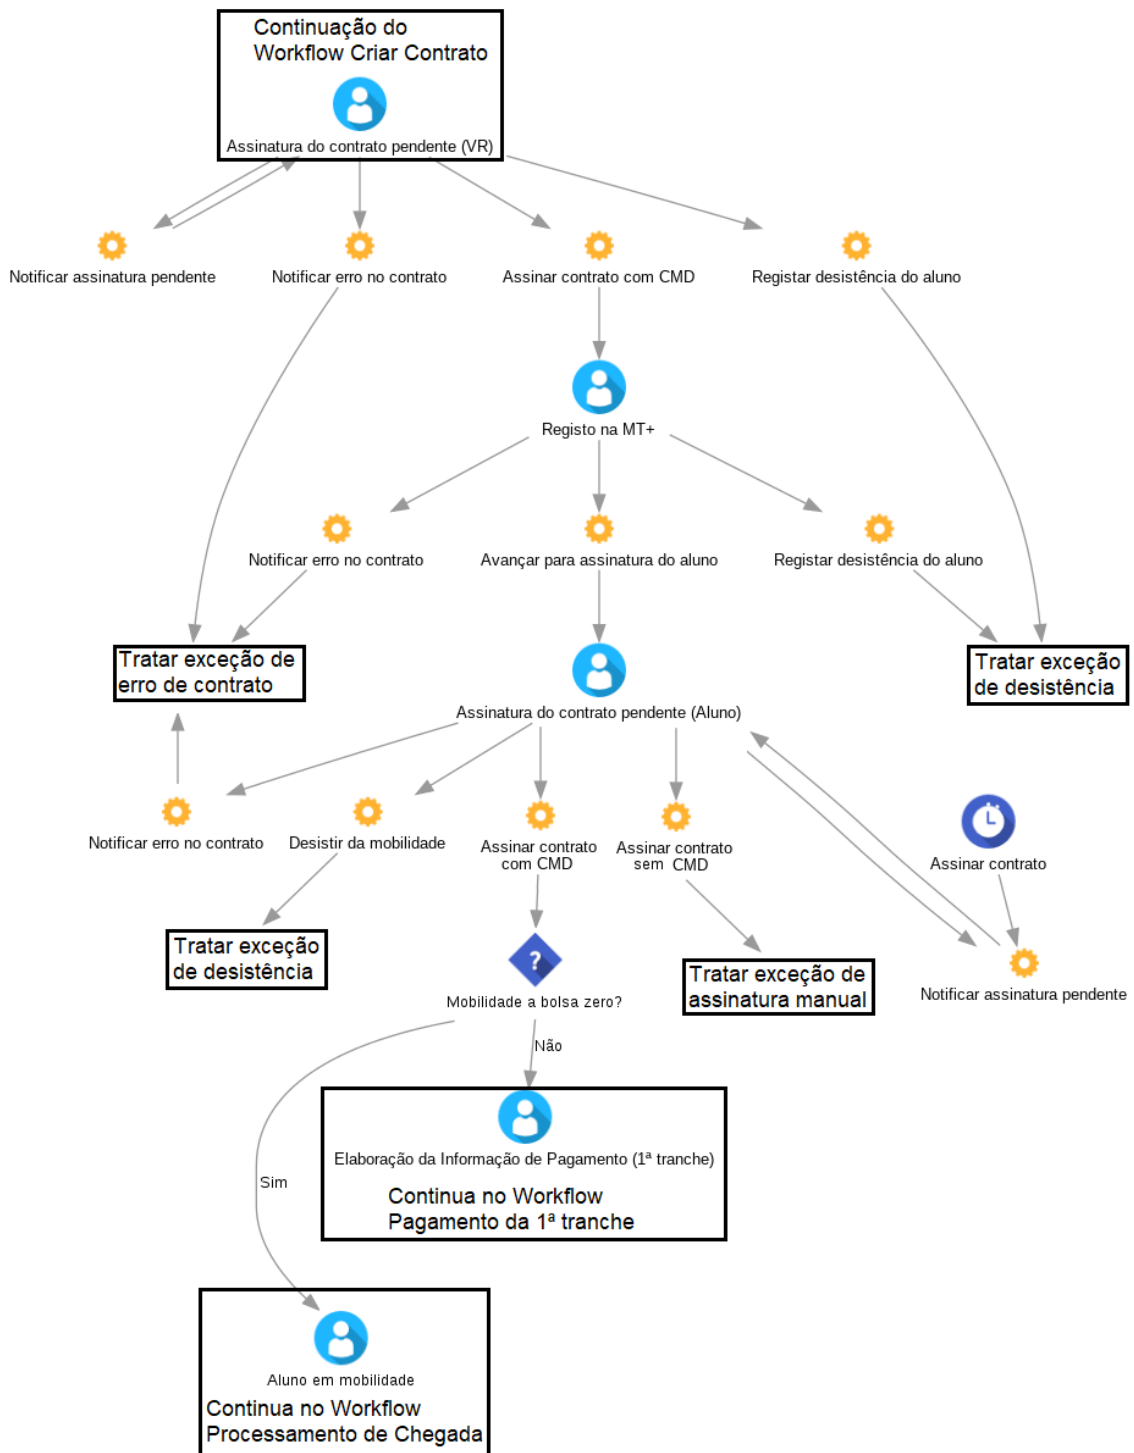 Continuação do
Workflow Criar Contrato
Assinatura do contrato pendente (VR)
Notificar assinatura pendente
Notificar erro no contrato
Assinar contrato com CMD
Registar desistência do aluno
Registo na MT+
Notificar erro no contrato
Avançar para assinatura do aluno
Registar desistência do aluno
Tratar exceção de
erro de contrato
Tratar exceção
de desistência
Assinatura do contrato pendente (Aluno)
Notificar erro no contrato
Desistir da mobilidade
Assinar contrato
com CMD
Assinar contrato
sem CMD
Assinar contrato
Tratar exceção
de desistência
?
Mobilidade a bolsa zero?
Tratar exceção de
assinatura manual
Notificar assinatura pendente
Não
Elaboração da Informação de Pagamento (1ª tranche)
Continua no Workflow
Pagamento da 1ª tranche
Sim
Aluno em mobilidade
Continua no Workflow
Processamento de Chegada